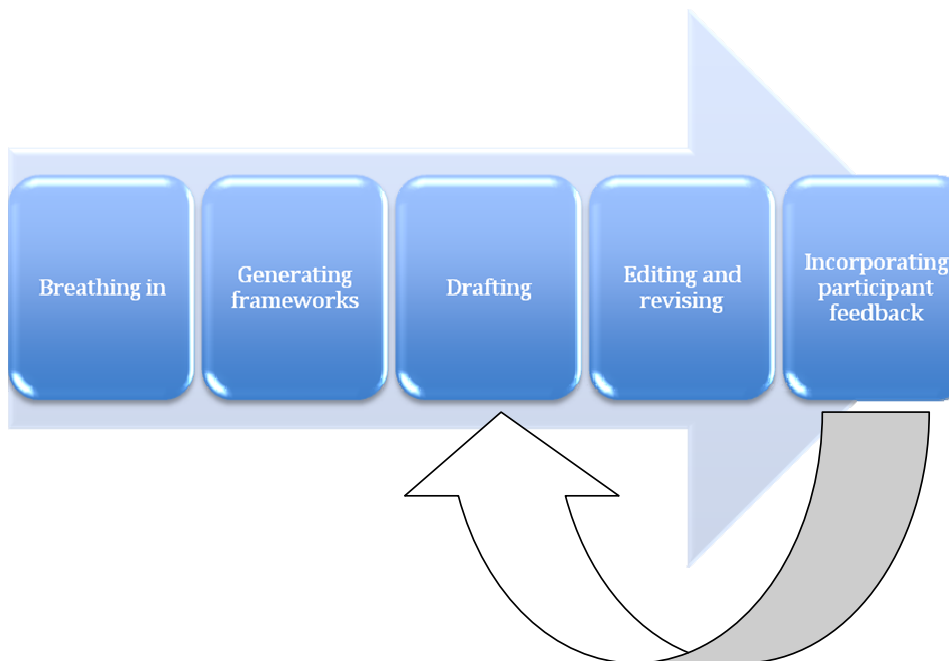 Breathing in
Generating
frameworks
Drafting
Editing and
revising
Incorporating
participant
feedback